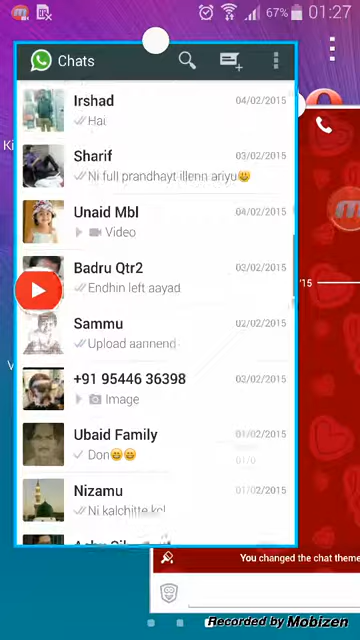 67% 01:27
Chats
Irshad 04/02/2015
Hai
Sharif 03/02/2015
Ni full prandhayt illenn ariyu😀
Unaid Mbl 04/02/2015
Video
Badru Qtr2 03/02/2015
Endhin left aayad
Sammu 02/02/2015
Upload aannend
+91 95446 36398 02/02/2015
Image
Ubaid Family 01/02/2015
Don😄😄
Nizamu 01/02/2015
Ni kalchitte kol
/15
You changed the chat theme
Recorded by Mobizen